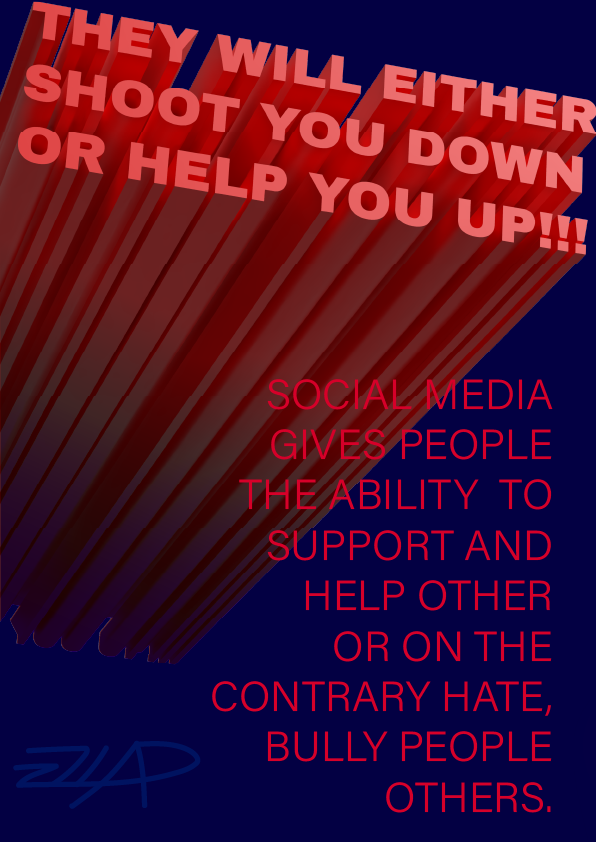 THEY WILL EITHER
SHOOT YOU DOWN
OR HELP YOU UP!!!
SOCIAL MEDIA
GIVES PEOPLE
THE ABILITY TO
SUPPORT AND
HELP OTHER
OR ON THE
CONTRARY HATE,
BULLY PEOPLE
OTHERS.